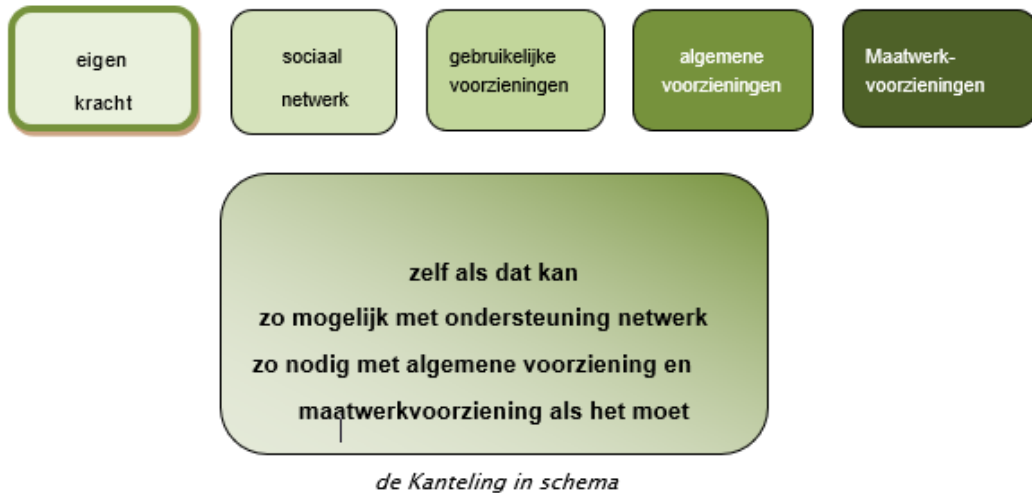 eigen
kracht
sociaal
netwerk
gebruikelijke
voorzieningen
algemene
voorzieningen
Maatwerk-
voorzieningen
zelf als dat kan
zo mogelijk met ondersteuning netwerk
zo nodig met algemene voorziening en
maatwerkvoorziening als het moet
de Kanteling in schema